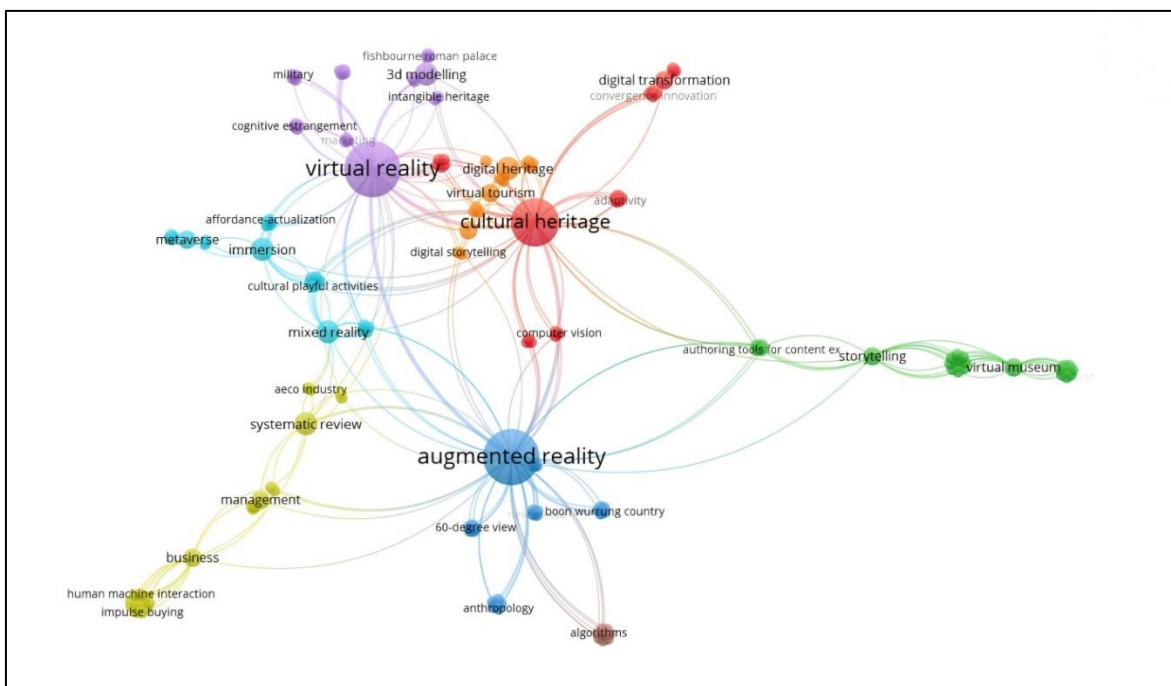 fishbourne roman palace
military
3d modelling
intangible heritage
cognitive estrangement
marketing
virtual reality
digital transformation
convergence innovation
digital heritage
virtual tourism
adaptivity
cultural heritage
affordance-actualization
metaverse
immersion
digital storytelling
cultural playful activities
mixed reality
computer vision
authoring tools for content ex
storytelling
virtual museum
aeco industry
systematic review
augmented reality
management
60-degree view
boon wurrung country
business
human machine interaction
impulse buying
anthropology
algorithms